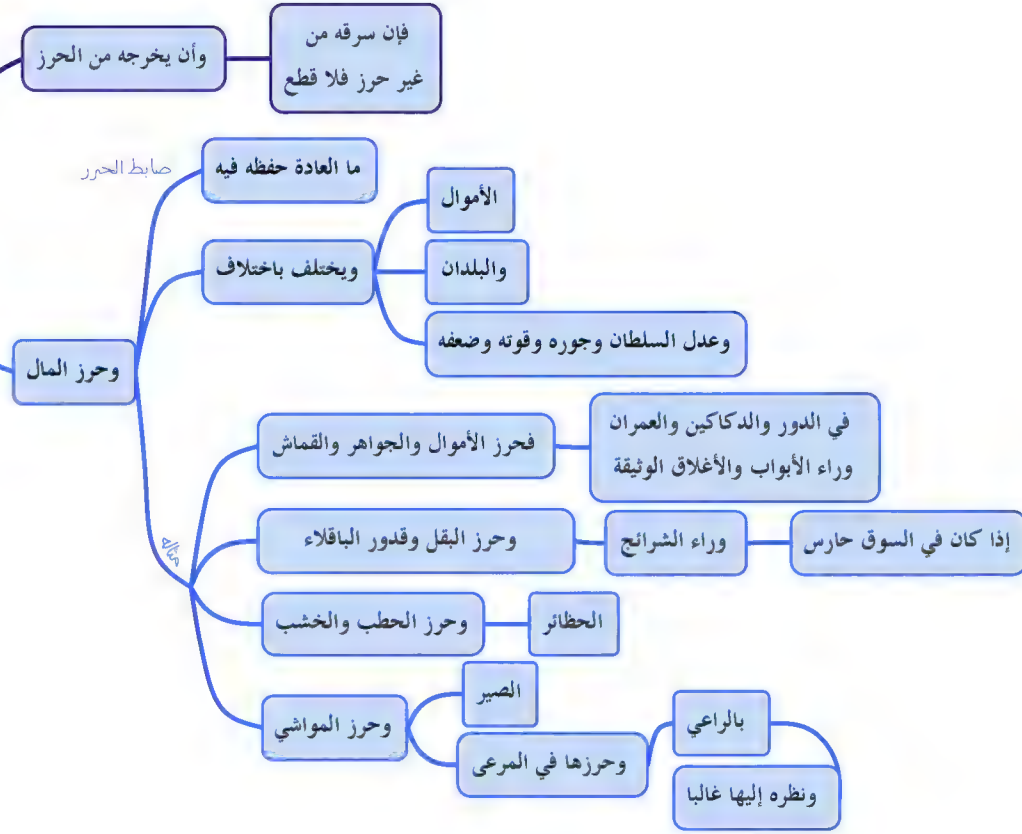 وأن يخرجه من الحرز
فإن سرقه من
غير حرز فلا قطع
وحرز المال
ضابط الحرز
ما العادة حفظه فيه
ويختلف باختلاف
الأموال
والبلدان
وعدل السلطان وجوره وقوته وضعفه
مثاله
فحرز الأموال والجواهر والقماش
في الدور والدكاكين والعمران
وراء الأبواب والأغلاق الوثيقة
وحرز البقل وقدور الباقلاء
وراء الشرائج
إذا كان في السوق حارس
وحرز الحطب والخشب
الحظائر
وحرز المواشي
الصير
وحرزها في المرعى
بالراعي
ونظره إليها غالبا